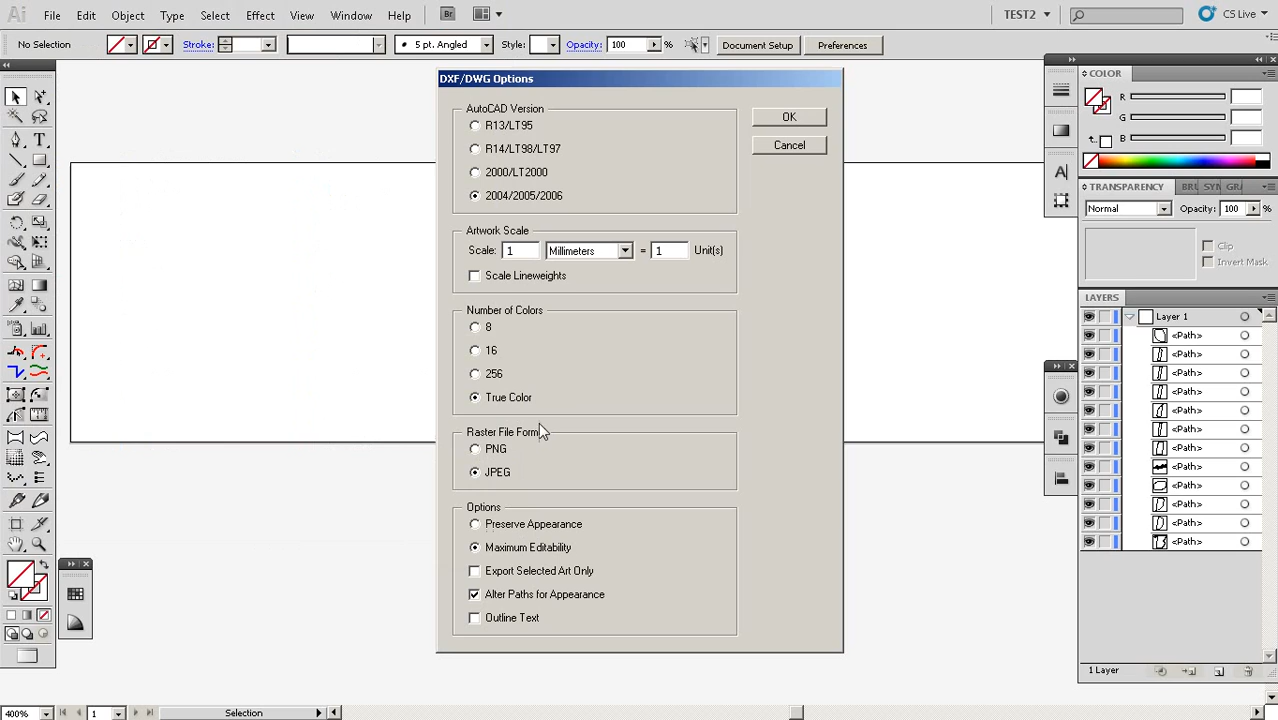 Ai File Edit Object Type Select Effect View Window Help Br TEST2 CS Live
No Selection Stroke: 5 pt. Angled Style: Opacity: 100 % Document Setup Preferences
DXF/DWG Options
AutoCAD Version
R13/LT95
R14/LT98/LT97
2000/LT2000
2004/2005/2006
OK
Cancel
Artwork Scale
Scale: 1 Millimeters = 1 Unit(s)
Scale Lineweights
Number of Colors
8
16
256
True Color
Raster File Form
PNG
JPEG
Options
Preserve Appearance
Maximum Editability
Export Selected Art Only
Alter Paths for Appearance
Outline Text
COLOR
R
G
B
TRANSPARENCY BRU SYM GRA
Normal Opacity: 100 %
Clip
Invert Mask
LAYERS
Layer 1
<Path>
<Path>
<Path>
<Path>
<Path>
<Path>
<Path>
<Path>
<Path>
<Path>
<Path>
<Path>
1 Layer
400% 1 Selection